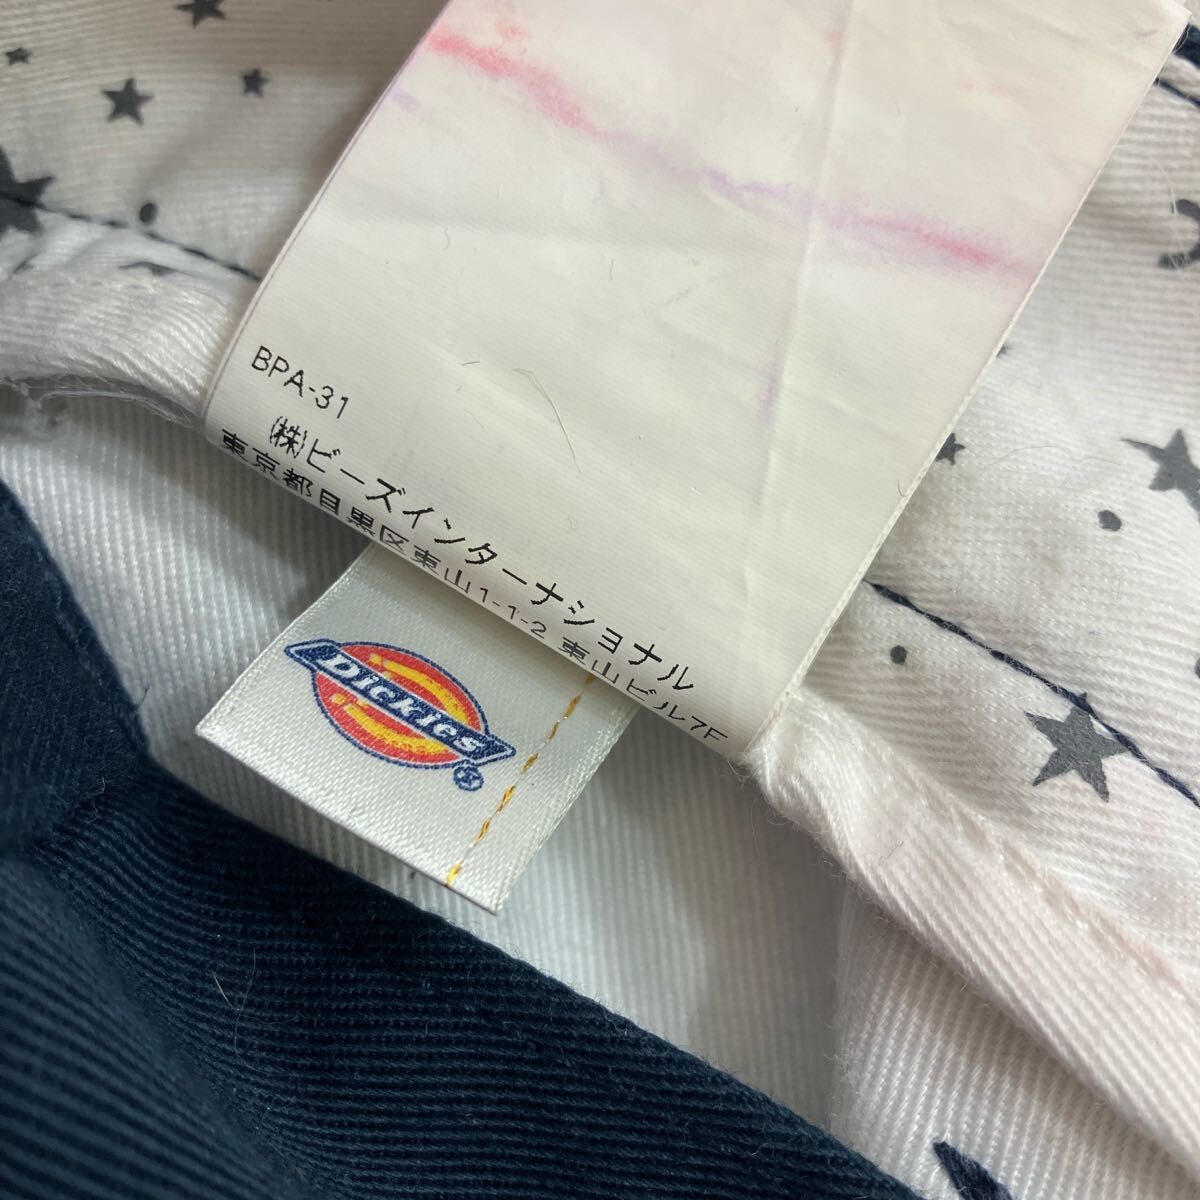 BPA-31
㈱ビーズインターナショナル
東京都目黒区東山1-1-2 東山ビル7F
Dickies®